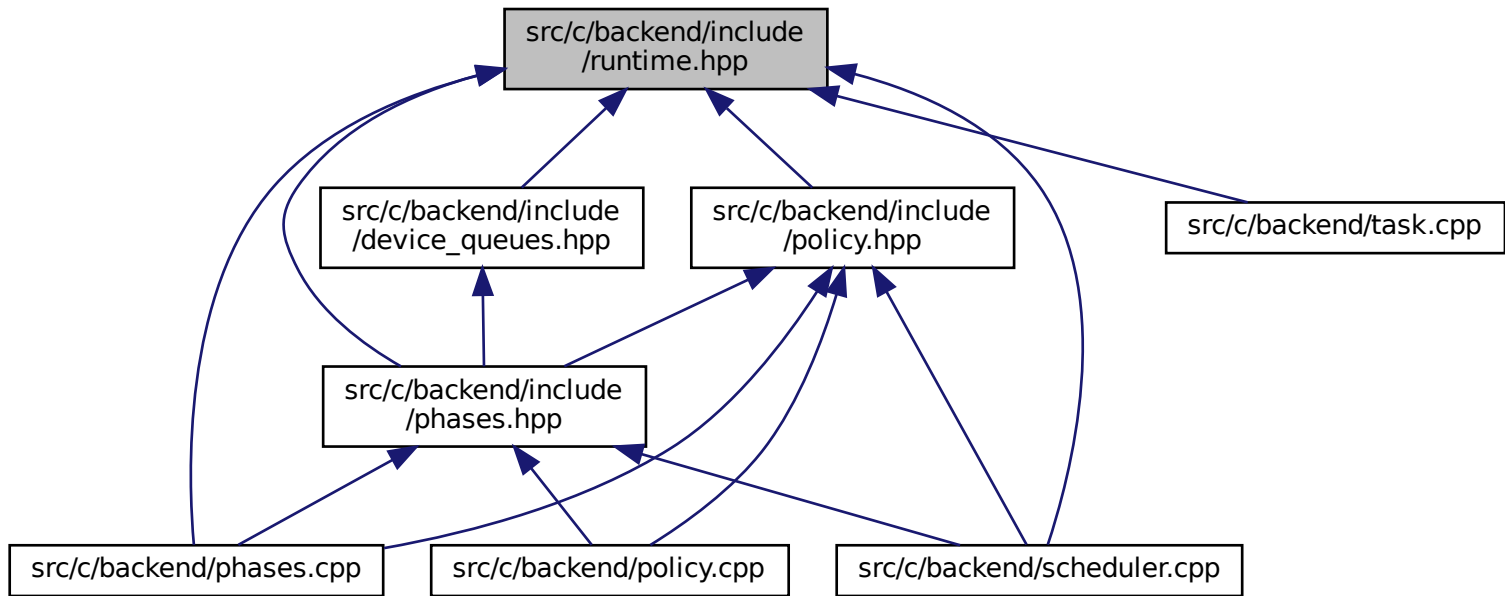 src/c/backend/include
/runtime.hpp
src/c/backend/include
/device_queues.hpp
src/c/backend/include
/policy.hpp
src/c/backend/task.cpp
src/c/backend/include
/phases.hpp
src/c/backend/phases.cpp
src/c/backend/policy.cpp
src/c/backend/scheduler.cpp